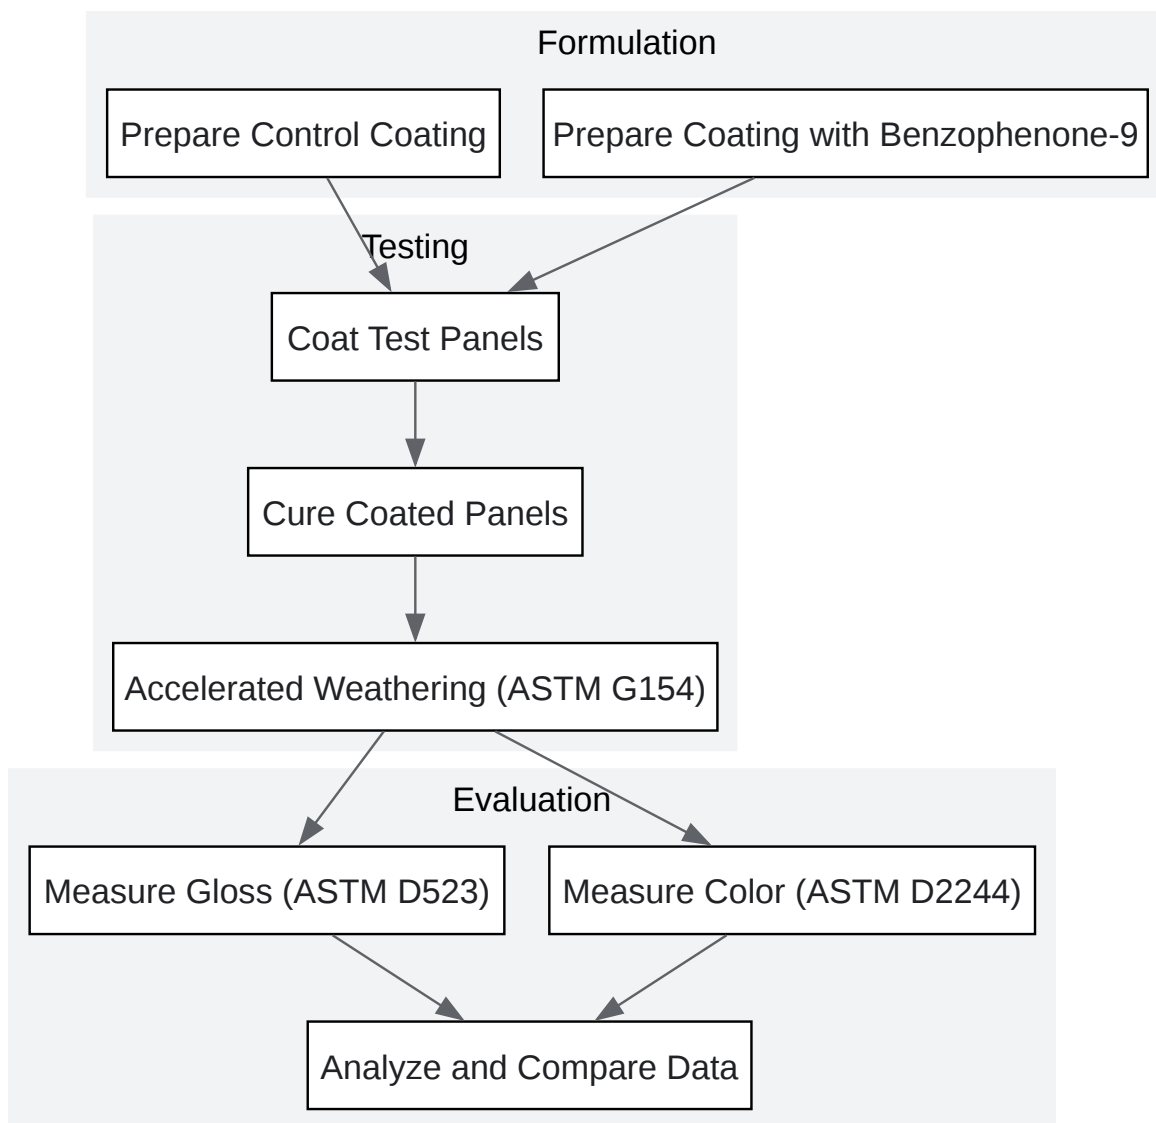 Formulation
Prepare Control Coating
Prepare Coating with Benzophenone-9
Testing
Coat Test Panels
Cure Coated Panels
Accelerated Weathering (ASTM G154)
Evaluation
Measure Gloss (ASTM D523)
Measure Color (ASTM D2244)
Analyze and Compare Data